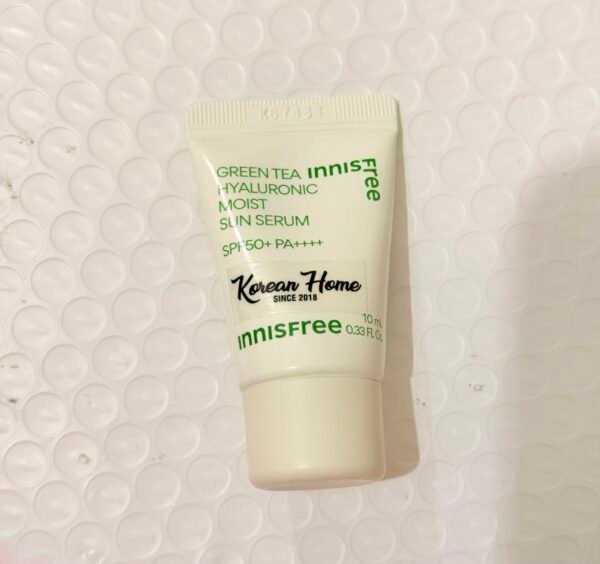 K57433
GREEN TEA INNISFree
HYALURONIC
MOIST
SUN SERUM
SPF50+ PA++++
Korean Home
SINCE 2018
10 mL
INNISFree 0.33 FL Oz